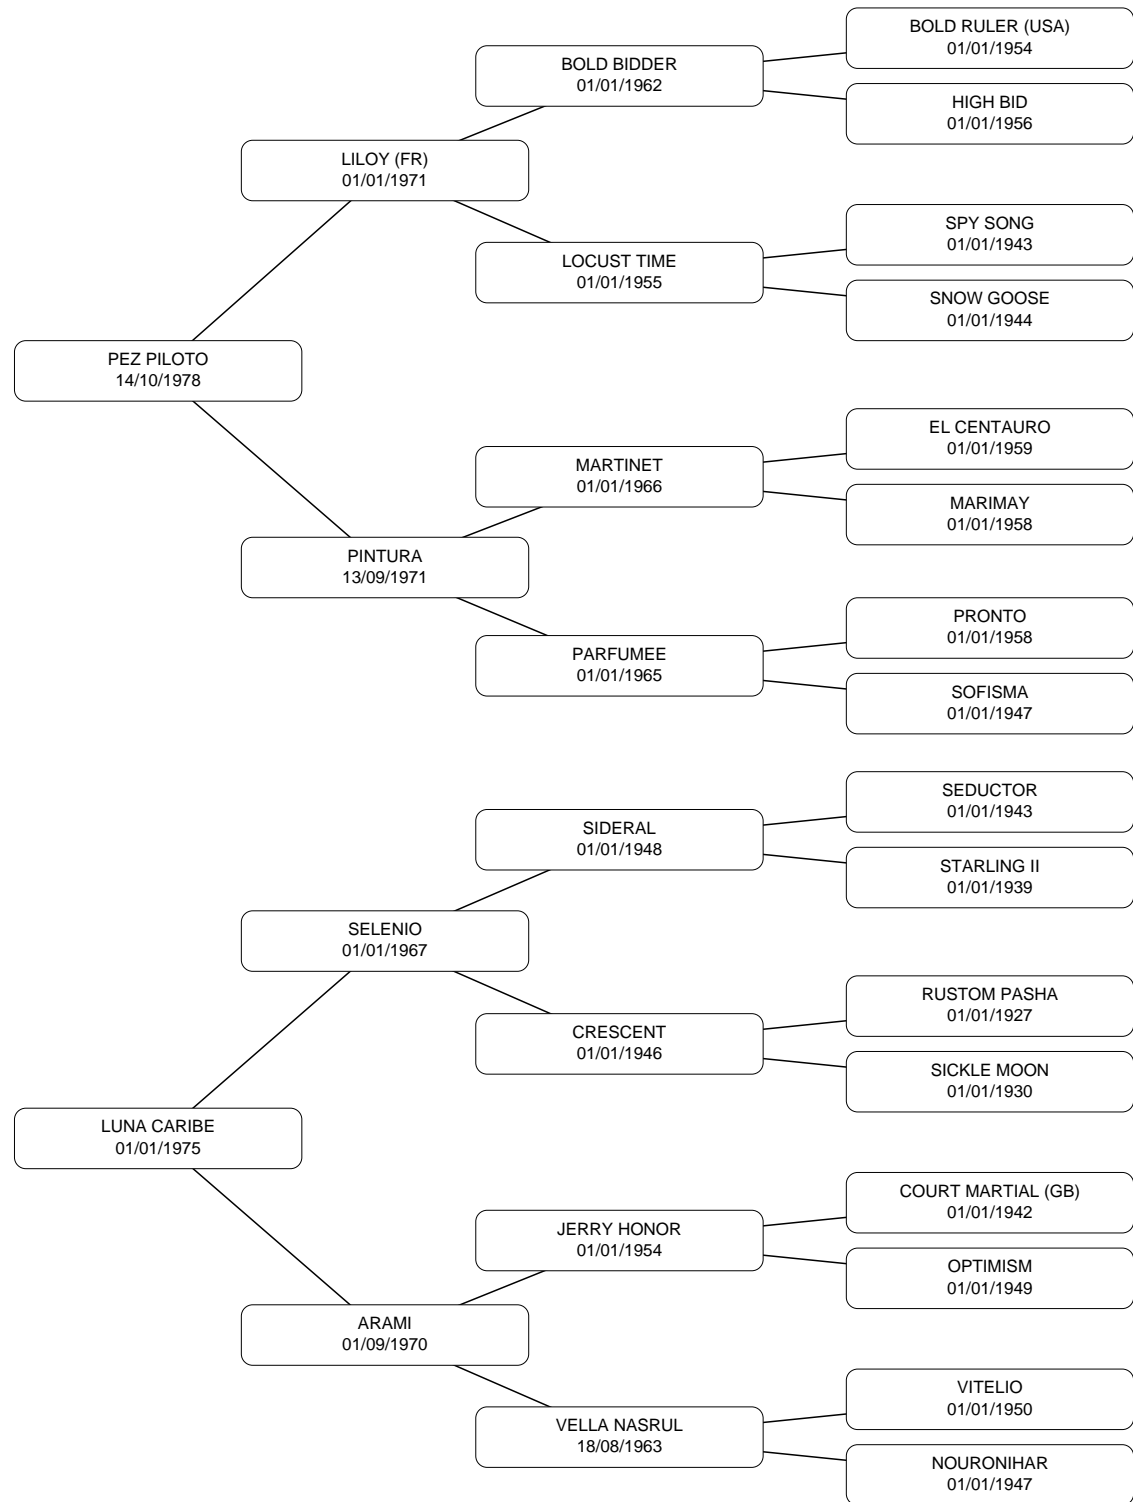 BOLD RULER (USA)
01/01/1954
BOLD BIDDER
01/01/1962
HIGH BID
01/01/1956
LILOY (FR)
01/01/1971
SPY SONG
01/01/1943
LOCUST TIME
01/01/1955
SNOW GOOSE
01/01/1944
PEZ PILOTO
14/10/1978
EL CENTAURO
01/01/1959
MARTINET
01/01/1966
MARIMAY
01/01/1958
PINTURA
13/09/1971
PRONTO
01/01/1958
PARFUMEE
01/01/1965
SOFISMA
01/01/1947
SEDUCTOR
01/01/1943
SIDERAL
01/01/1948
STARLING II
01/01/1939
SELENIO
01/01/1967
RUSTOM PASHA
01/01/1927
CRESCENT
01/01/1946
SICKLE MOON
01/01/1930
LUNA CARIBE
01/01/1975
COURT MARTIAL (GB)
01/01/1942
JERRY HONOR
01/01/1954
OPTIMISM
01/01/1949
ARAMI
01/09/1970
VITELIO
01/01/1950
VELLA NASRUL
18/08/1963
NOURONIHAR
01/01/1947